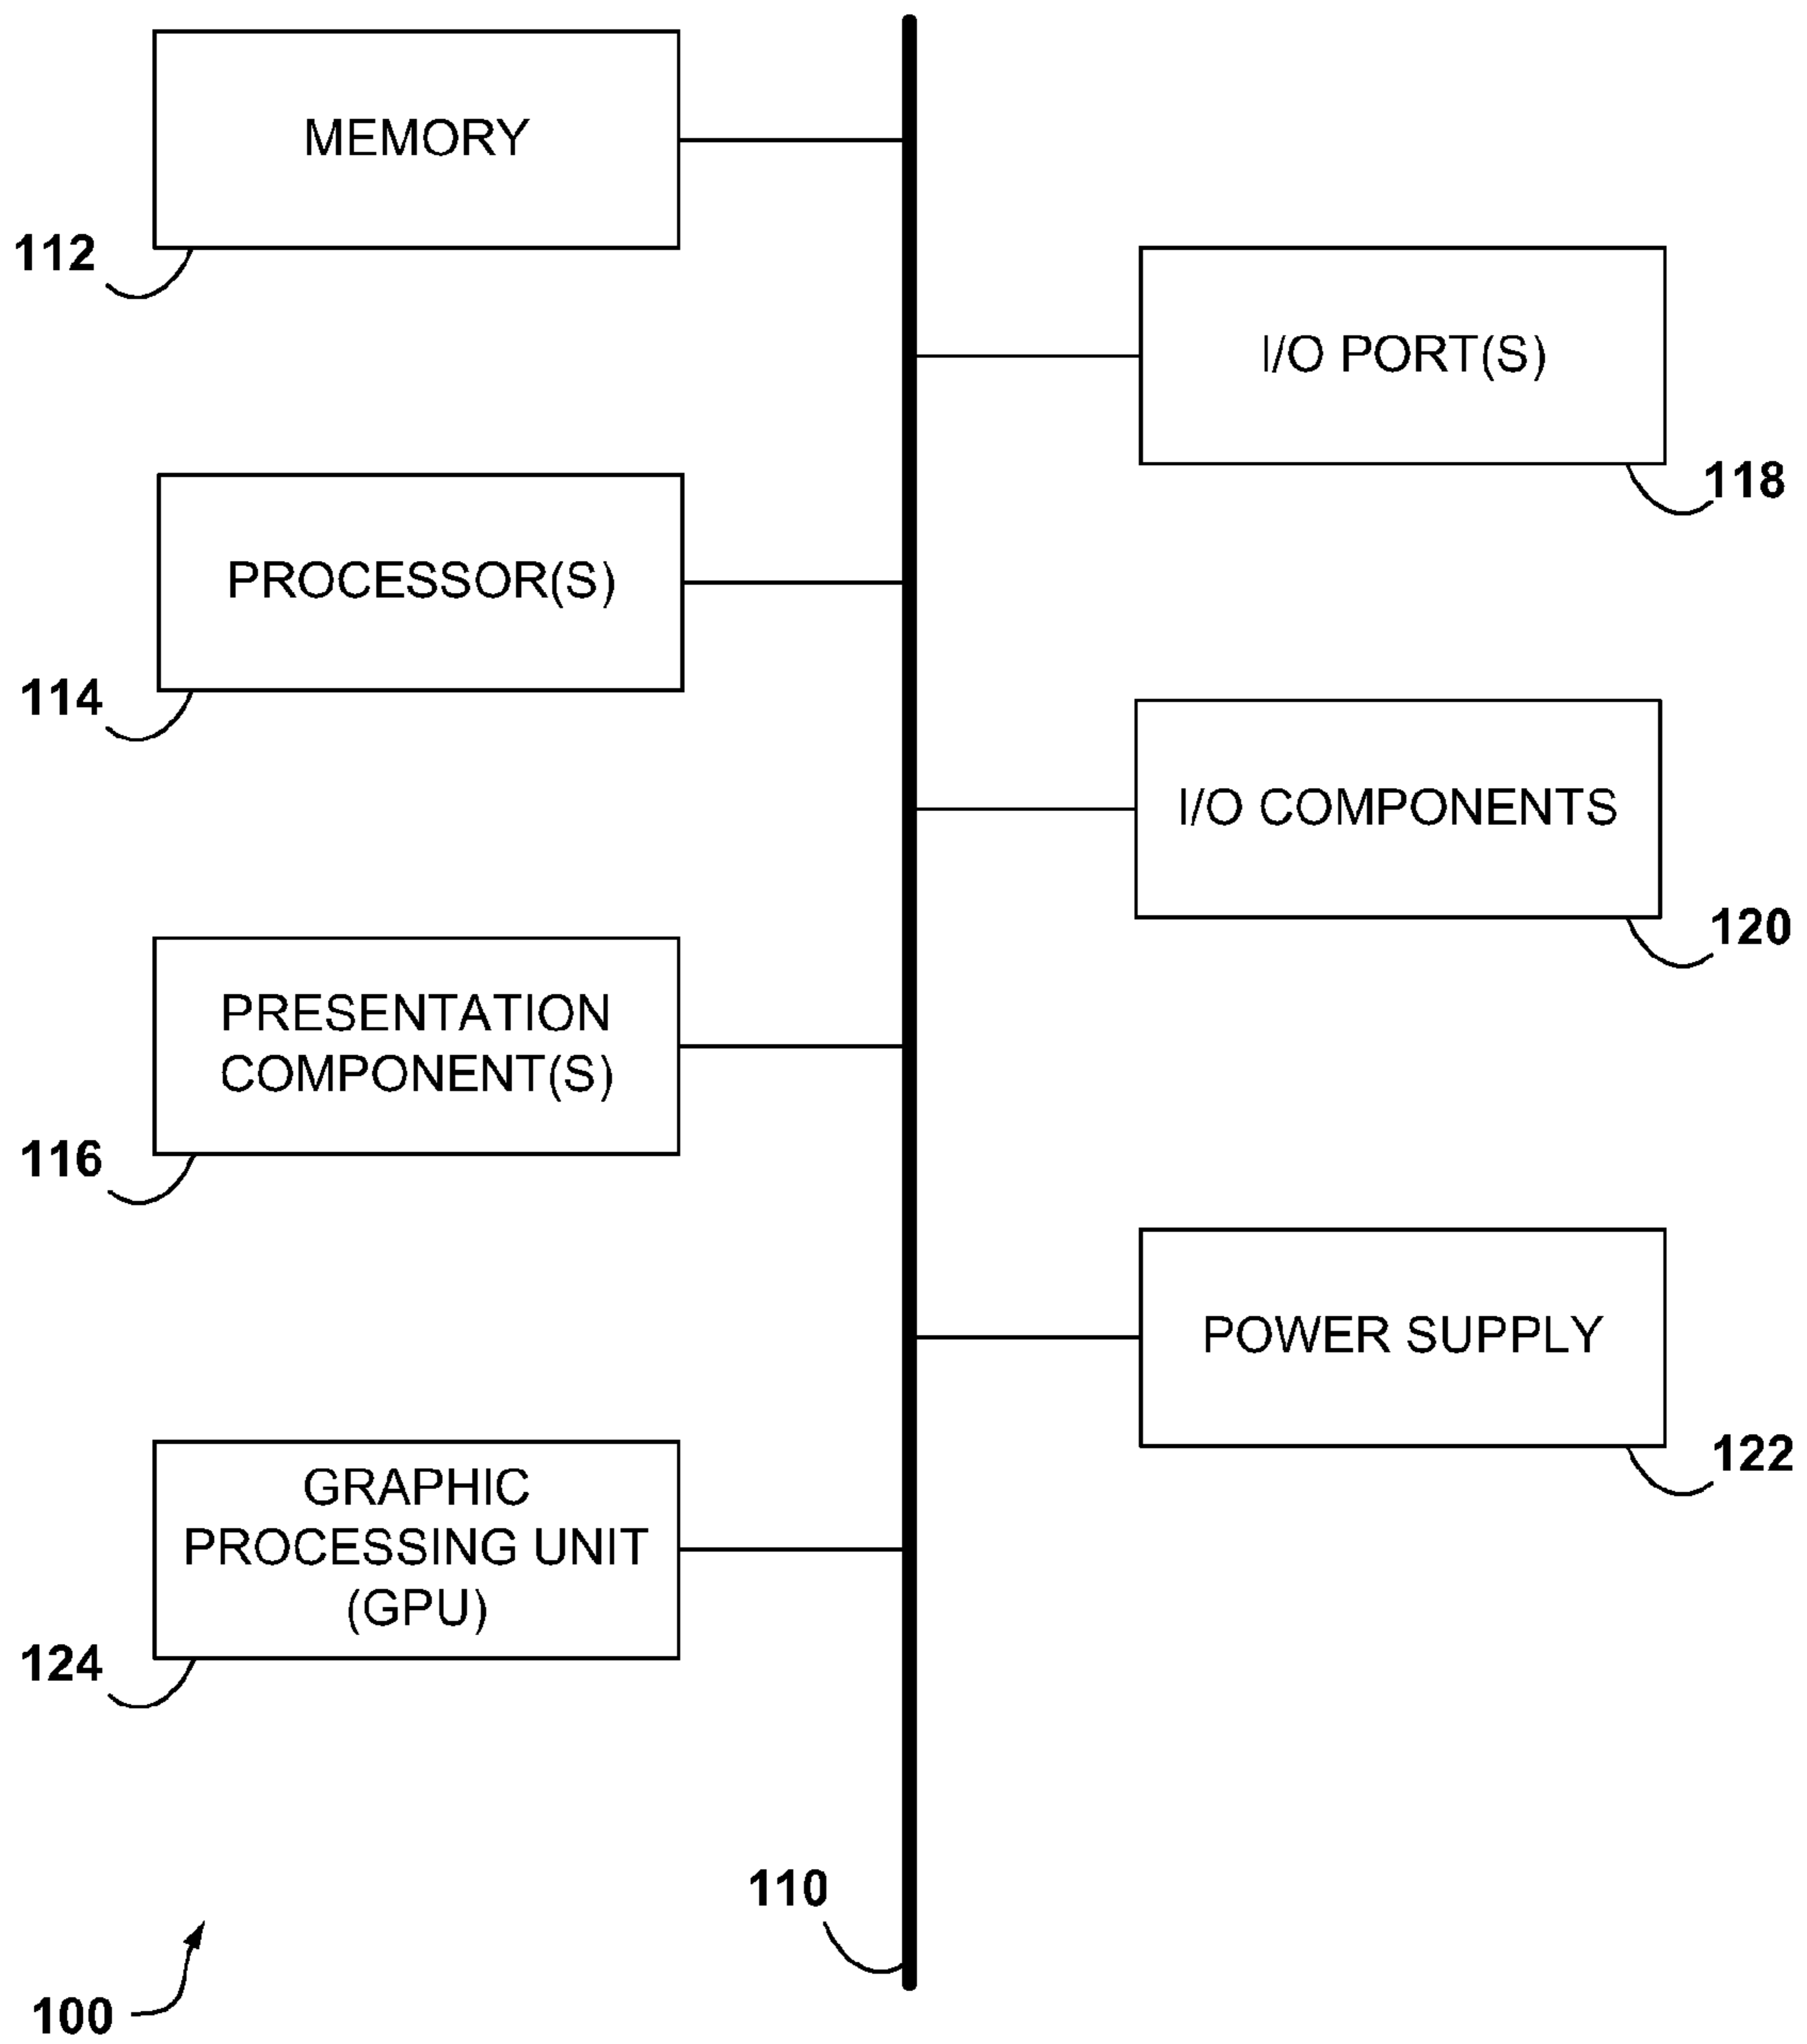 MEMORY
112
I/O PORT(S)
118
PROCESSOR(S)
114
I/O COMPONENTS
120
PRESENTATION
COMPONENT(S)
116
POWER SUPPLY
122
GRAPHIC
PROCESSING UNIT
(GPU)
124
110
100